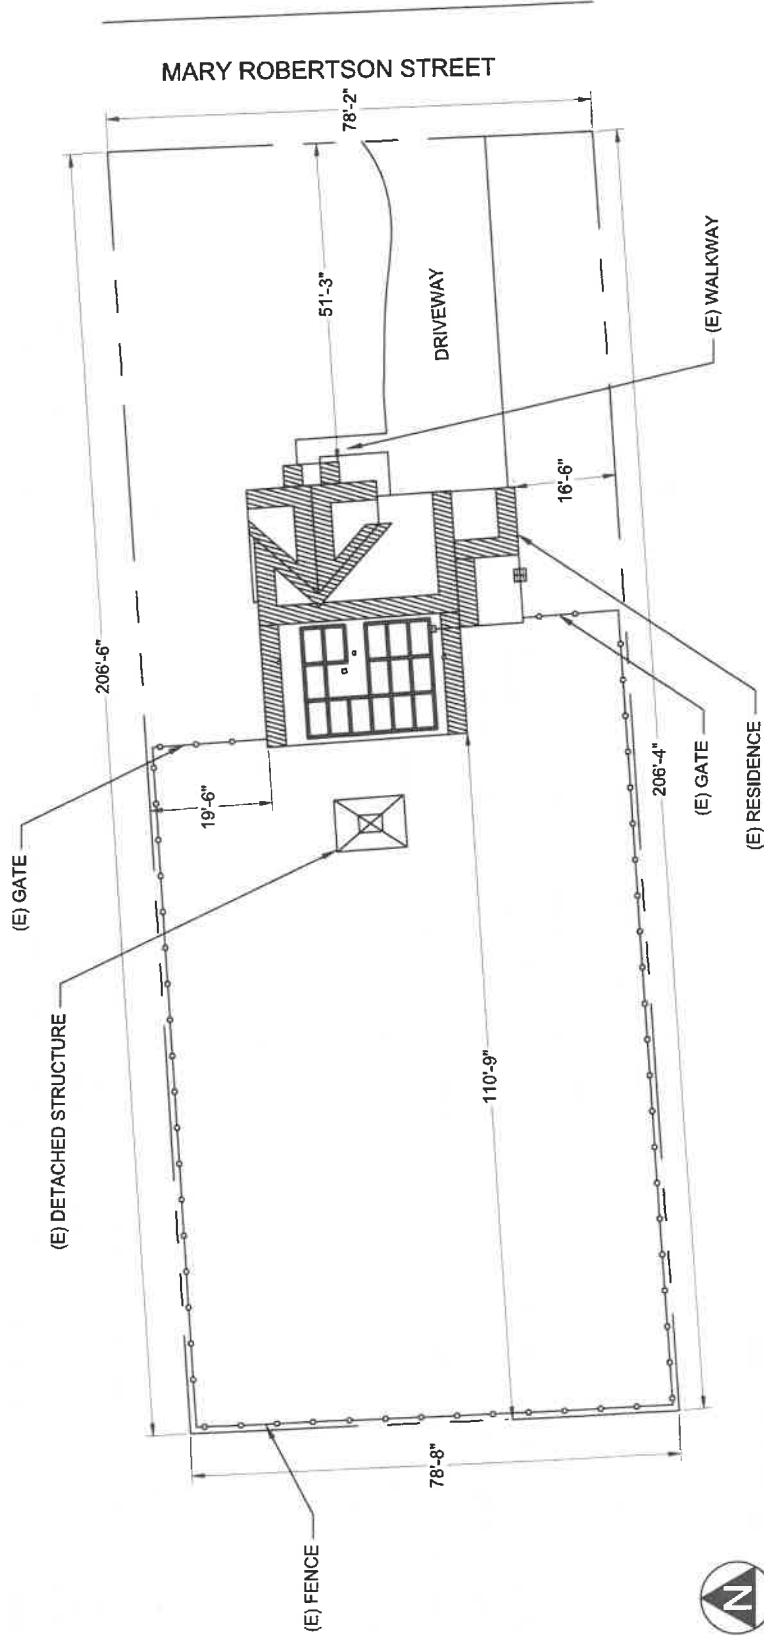 MARY ROBERTSON STREET
78'-2"
51'-3"
DRIVEWAY
(E) WALKWAY
16'-6"
206'-6"
19'-6"
(E) GATE
206'-4"
(E) GATE
(E) RESIDENCE
(E) DETACHED STRUCTURE
110'-9"
78'-8"
(E) FENCE
N